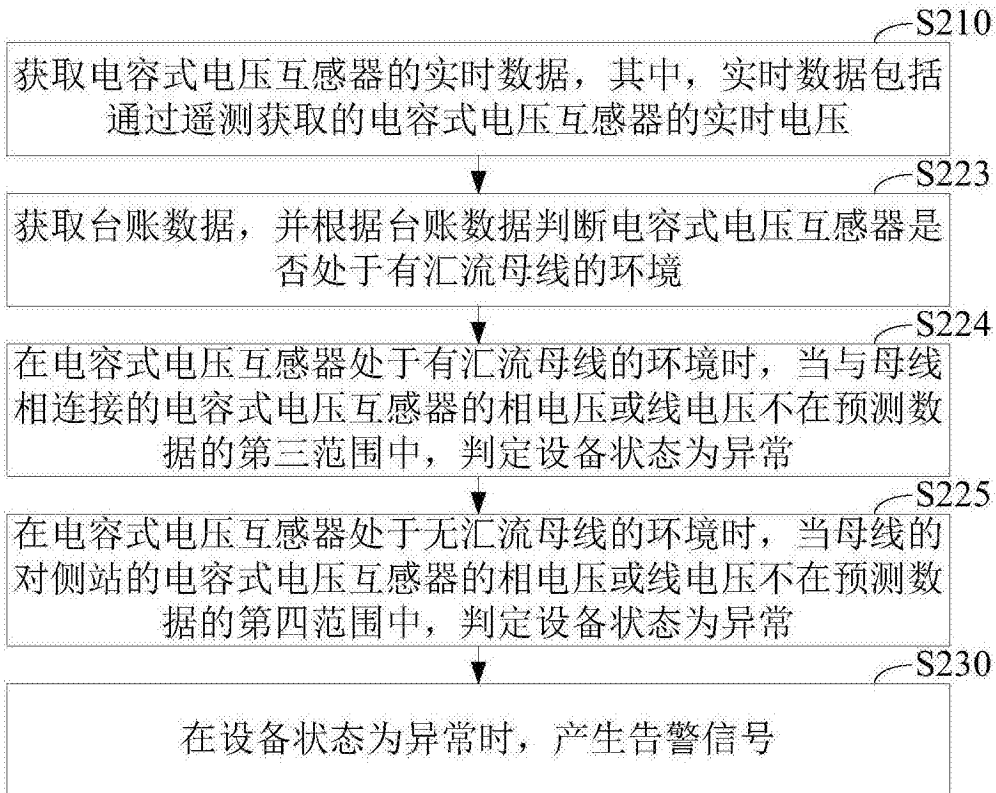 S210
获取电容式电压互感器的实时数据，其中，实时数据包括
通过遥测获取的电容式电压互感器的实时电压
S223
获取台账数据，并根据台账数据判断电容式电压互感器是
否处于有汇流母线的环境
S224
在电容式电压互感器处于有汇流母线的环境时，当与母线
相连接的电容式电压互感器的相电压或线电压不在预测数
据的第三范围中，判定设备状态为异常
S225
在电容式电压互感器处于无汇流母线的环境时，当母线的
对侧站的电容式电压互感器的相电压或线电压不在预测数
据的第四范围中，判定设备状态为异常
S230
在设备状态为异常时，产生告警信号